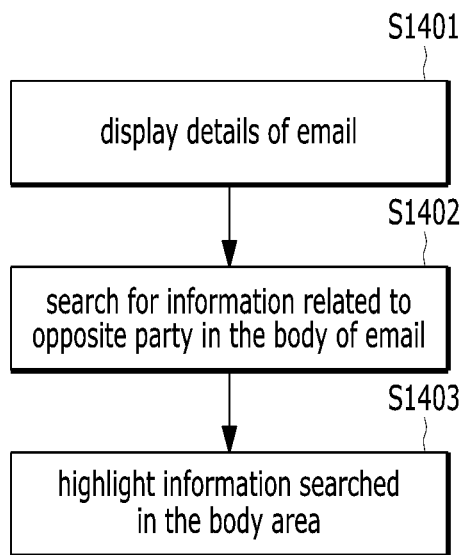 S1401
display details of email
S1402
search for information related to
opposite party in the body of email
S1403
highlight information searched
in the body area